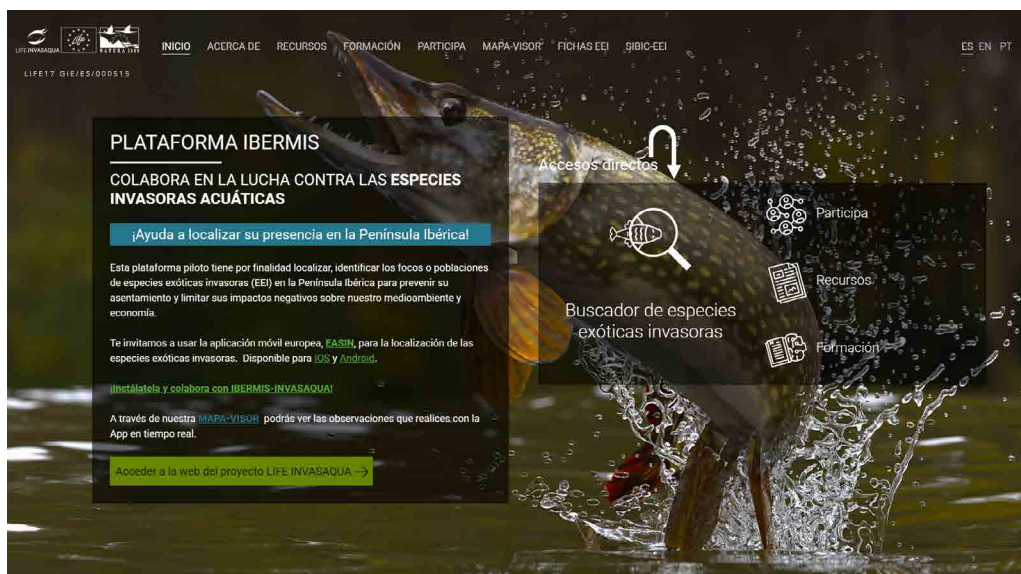 LIFE INVASAQUA
NATURA 2000
INICIO ACERCA DE RECURSOS FORMACIÓN PARTICIPA MAPA-VISOR FICHAS EEI SIBIC-EEI
ES EN PT
LIFE17 GIE/ES/000515
PLATAFORMA IBERMIS
COLABORA EN LA LUCHA CONTRA LAS ESPECIES
INVASORAS ACUÁTICAS
¡Ayuda a localizar su presencia en la Península Ibérica!
Esta plataforma piloto tiene por finalidad localizar, identificar los focos o poblaciones
de especies exóticas invasoras (EEI) en la Península Ibérica para prevenir su
asentamiento y limitar sus impactos negativos sobre nuestro medioambiente y
economía.
Te invitamos a usar la aplicación móvil europea, EASIN, para la localización de las
especies exóticas invasoras. Disponible para IOS y Android.
¡Instálatela y colabora con IBERMIS-INVASAQUA!
A través de nuestra MAPA-VISOR podrás ver las observaciones que realices con la
App en tiempo real.
Acceder a la web del proyecto LIFE INVASAQUA →
Accesos directos
Buscador de especies
exóticas invasoras
Participa
Recursos
Formación